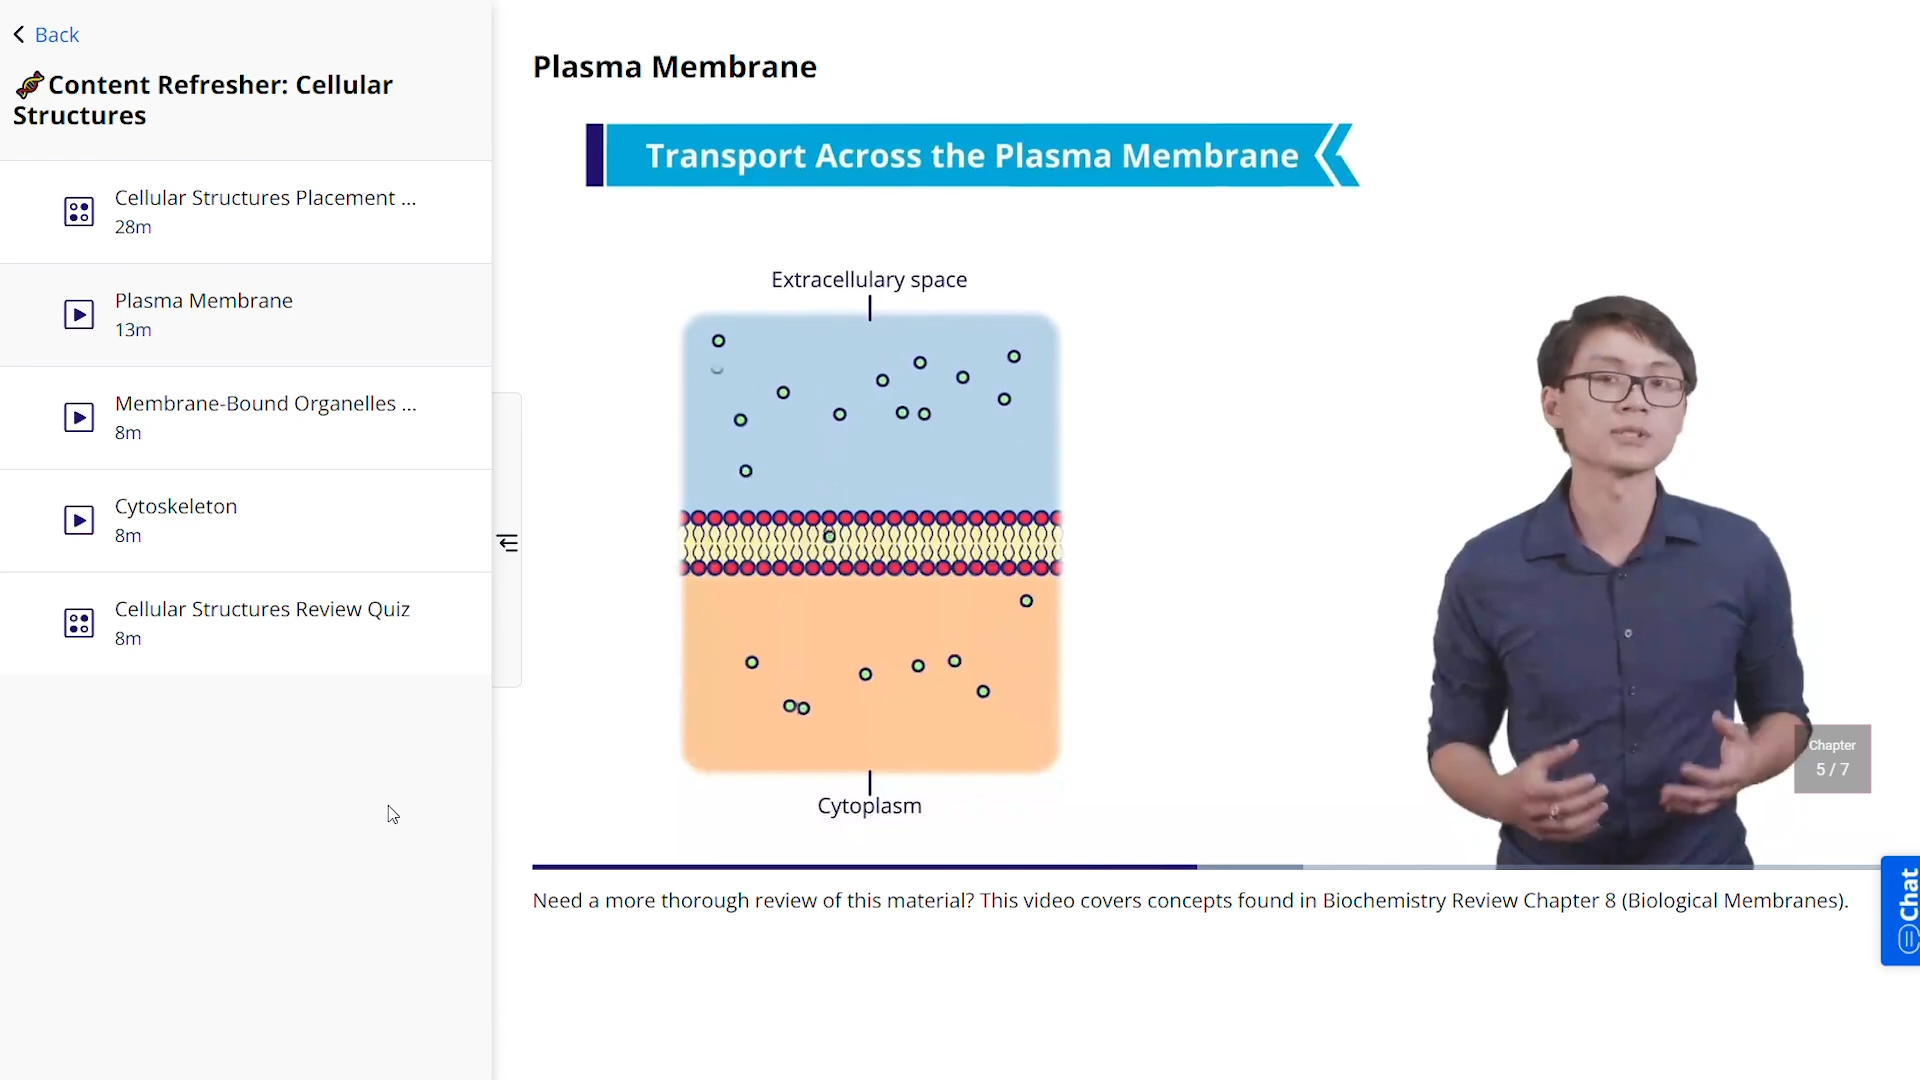 Back
Content Refresher: Cellular
Structures
Cellular Structures Placement ...
28m
Plasma Membrane
13m
Membrane-Bound Organelles ...
8m
Cytoskeleton
8m
Cellular Structures Review Quiz
8m
Plasma Membrane
Transport Across the Plasma Membrane
Extracellulary space
Cytoplasm
Chapter
5 / 7
Need a more thorough review of this material? This video covers concepts found in Biochemistry Review Chapter 8 (Biological Membranes).
Chat